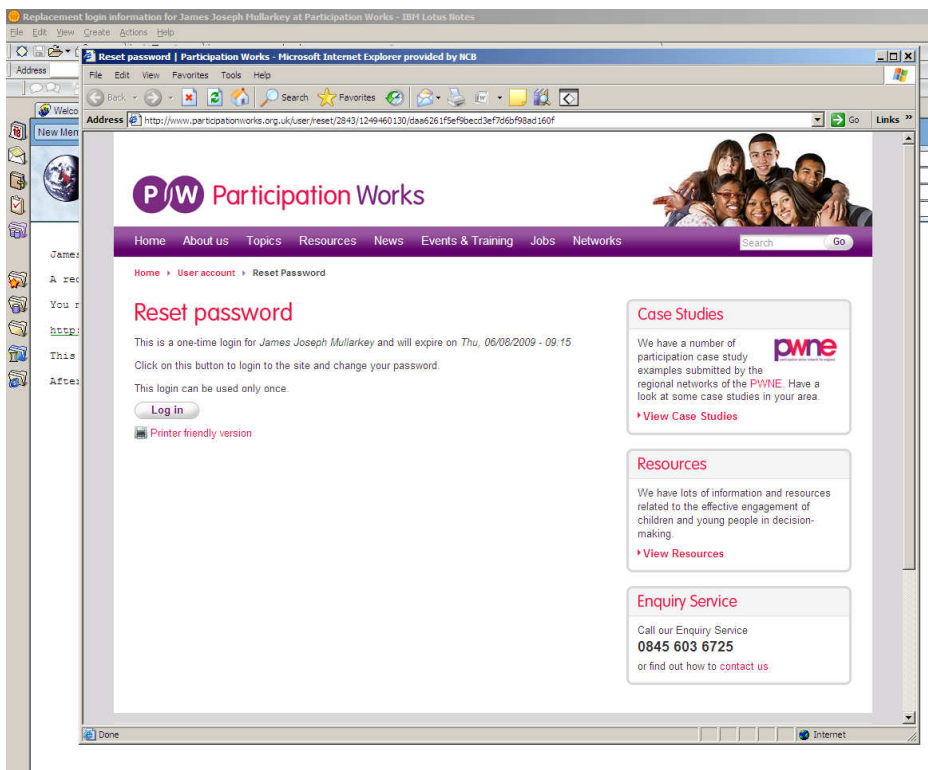 Replacement login information for James Joseph Mullarkey at Participation Works - IBM Lotus Notes
File Edit View Create Actions Help
Address
Welco
New Mem
James
A rec
You r
http:
This
After
Reset password | Participation Works - Microsoft Internet Explorer provided by NCB
File Edit View Favorites Tools Help
Back Search Favorites
Address http://www.participationworks.org.uk/user/reset/2843/1249460130/daa6261f5ef9becd3ef7d6bf98ad160f Go Links »
P/W Participation Works
Home About us Topics Resources News Events & Training Jobs Networks Search Go
Home User account Reset Password
Reset password
This is a one-time login for James Joseph Mullarkey and will expire on Thu, 06/08/2009 - 09:15
Click on this button to login to the site and change your password.
This login can be used only once.
Log in
Printer friendly version
Case Studies
pwne
We have a number of
participation case study
examples submitted by the
regional networks of the PWNE. Have a
look at some case studies in your area.
View Case Studies
Resources
We have lots of information and resources
related to the effective engagement of
children and young people in decision-
making.
View Resources
Enquiry Service
Call our Enquiry Service
0845 603 6725
or find out how to contact us
Done Internet